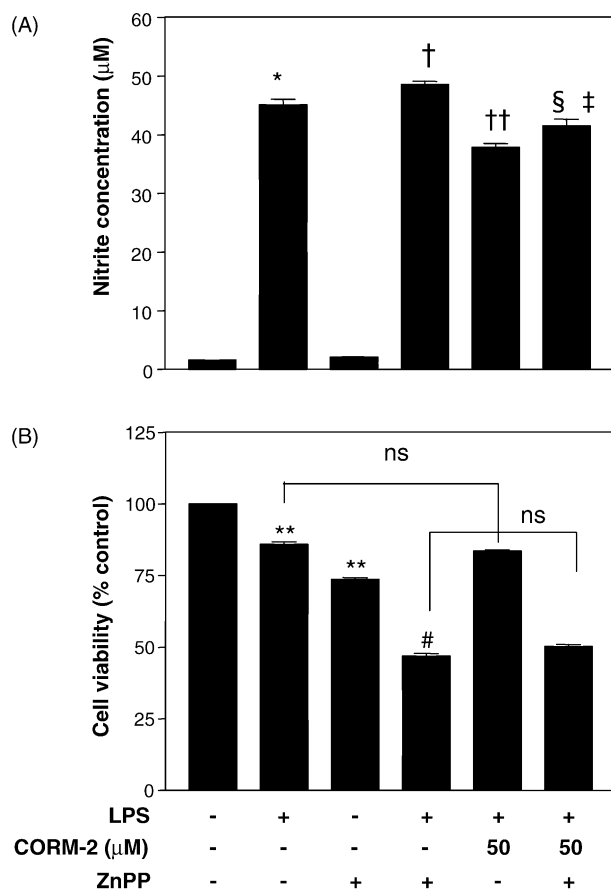 (A)
Nitrite concentration (μM)
60
50
40
30
20
10
0
* † †† § ‡
(B)
Cell viability (% control)
125
100
75
50
25
0
ns
ns
** ** #
LPS - + - + + +
CORM-2 (μM) - - - - 50 50
ZnPP - - + + - +